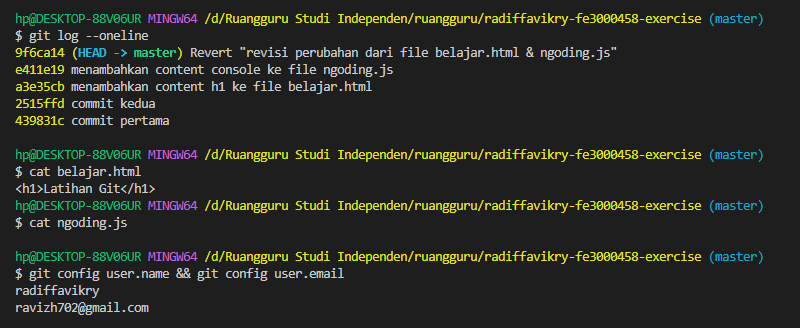 hp@DESKTOP-88V06UR MINGW64 /d/Ruangguru Studi Independen/ruangguru/radiffavikry-fe3000458-exercise (master)
$ git log --oneline
9f6ca14 (HEAD -> master) Revert "revisi perubahan dari file belajar.html & ngoding.js"
e411e19 menambahkan content console ke file ngoding.js
a3e35cb menambahkan content h1 ke file belajar.html
2515ffd commit kedua
439831c commit pertama
hp@DESKTOP-88V06UR MINGW64 /d/Ruangguru Studi Independen/ruangguru/radiffavikry-fe3000458-exercise (master)
$ cat belajar.html
<h1>Latihan Git</h1>
hp@DESKTOP-88V06UR MINGW64 /d/Ruangguru Studi Independen/ruangguru/radiffavikry-fe3000458-exercise (master)
$ cat ngoding.js
hp@DESKTOP-88V06UR MINGW64 /d/Ruangguru Studi Independen/ruangguru/radiffavikry-fe3000458-exercise (master)
$ git config user.name && git config user.email
radiffavikry
ravizh702@gmail.com